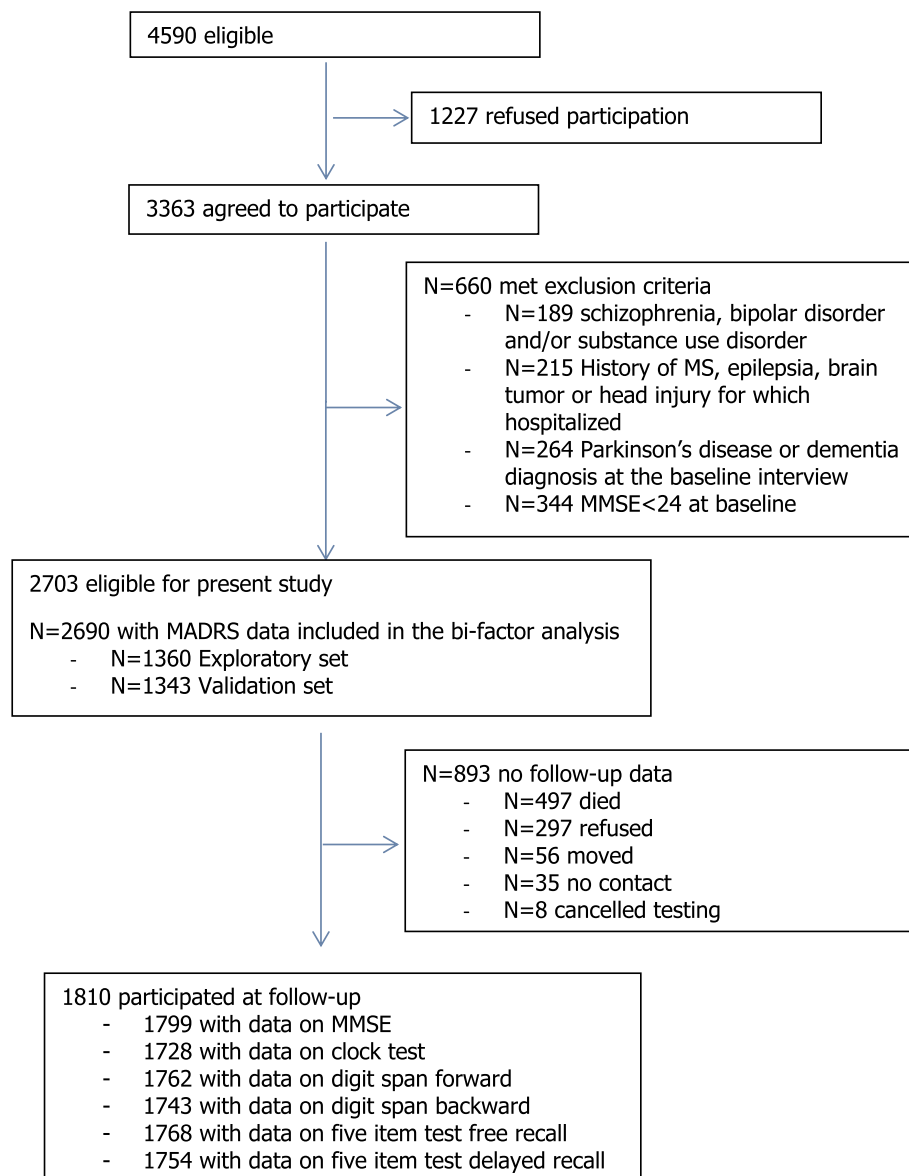 4590 eligible
1227 refused participation
3363 agreed to participate
N=660 met exclusion criteria
- N=189 schizophrenia, bipolar disorder
and/or substance use disorder
- N=215 History of MS, epilepsia, brain
tumor or head injury for which
hospitalized
- N=264 Parkinson’s disease or dementia
diagnosis at the baseline interview
- N=344 MMSE<24 at baseline
2703 eligible for present study
N=2690 with MADRS data included in the bi-factor analysis
- N=1360 Exploratory set
- N=1343 Validation set
N=893 no follow-up data
- N=497 died
- N=297 refused
- N=56 moved
- N=35 no contact
- N=8 cancelled testing
1810 participated at follow-up
- 1799 with data on MMSE
- 1728 with data on clock test
- 1762 with data on digit span forward
- 1743 with data on digit span backward
- 1768 with data on five item test free recall
- 1754 with data on five item test delayed recall